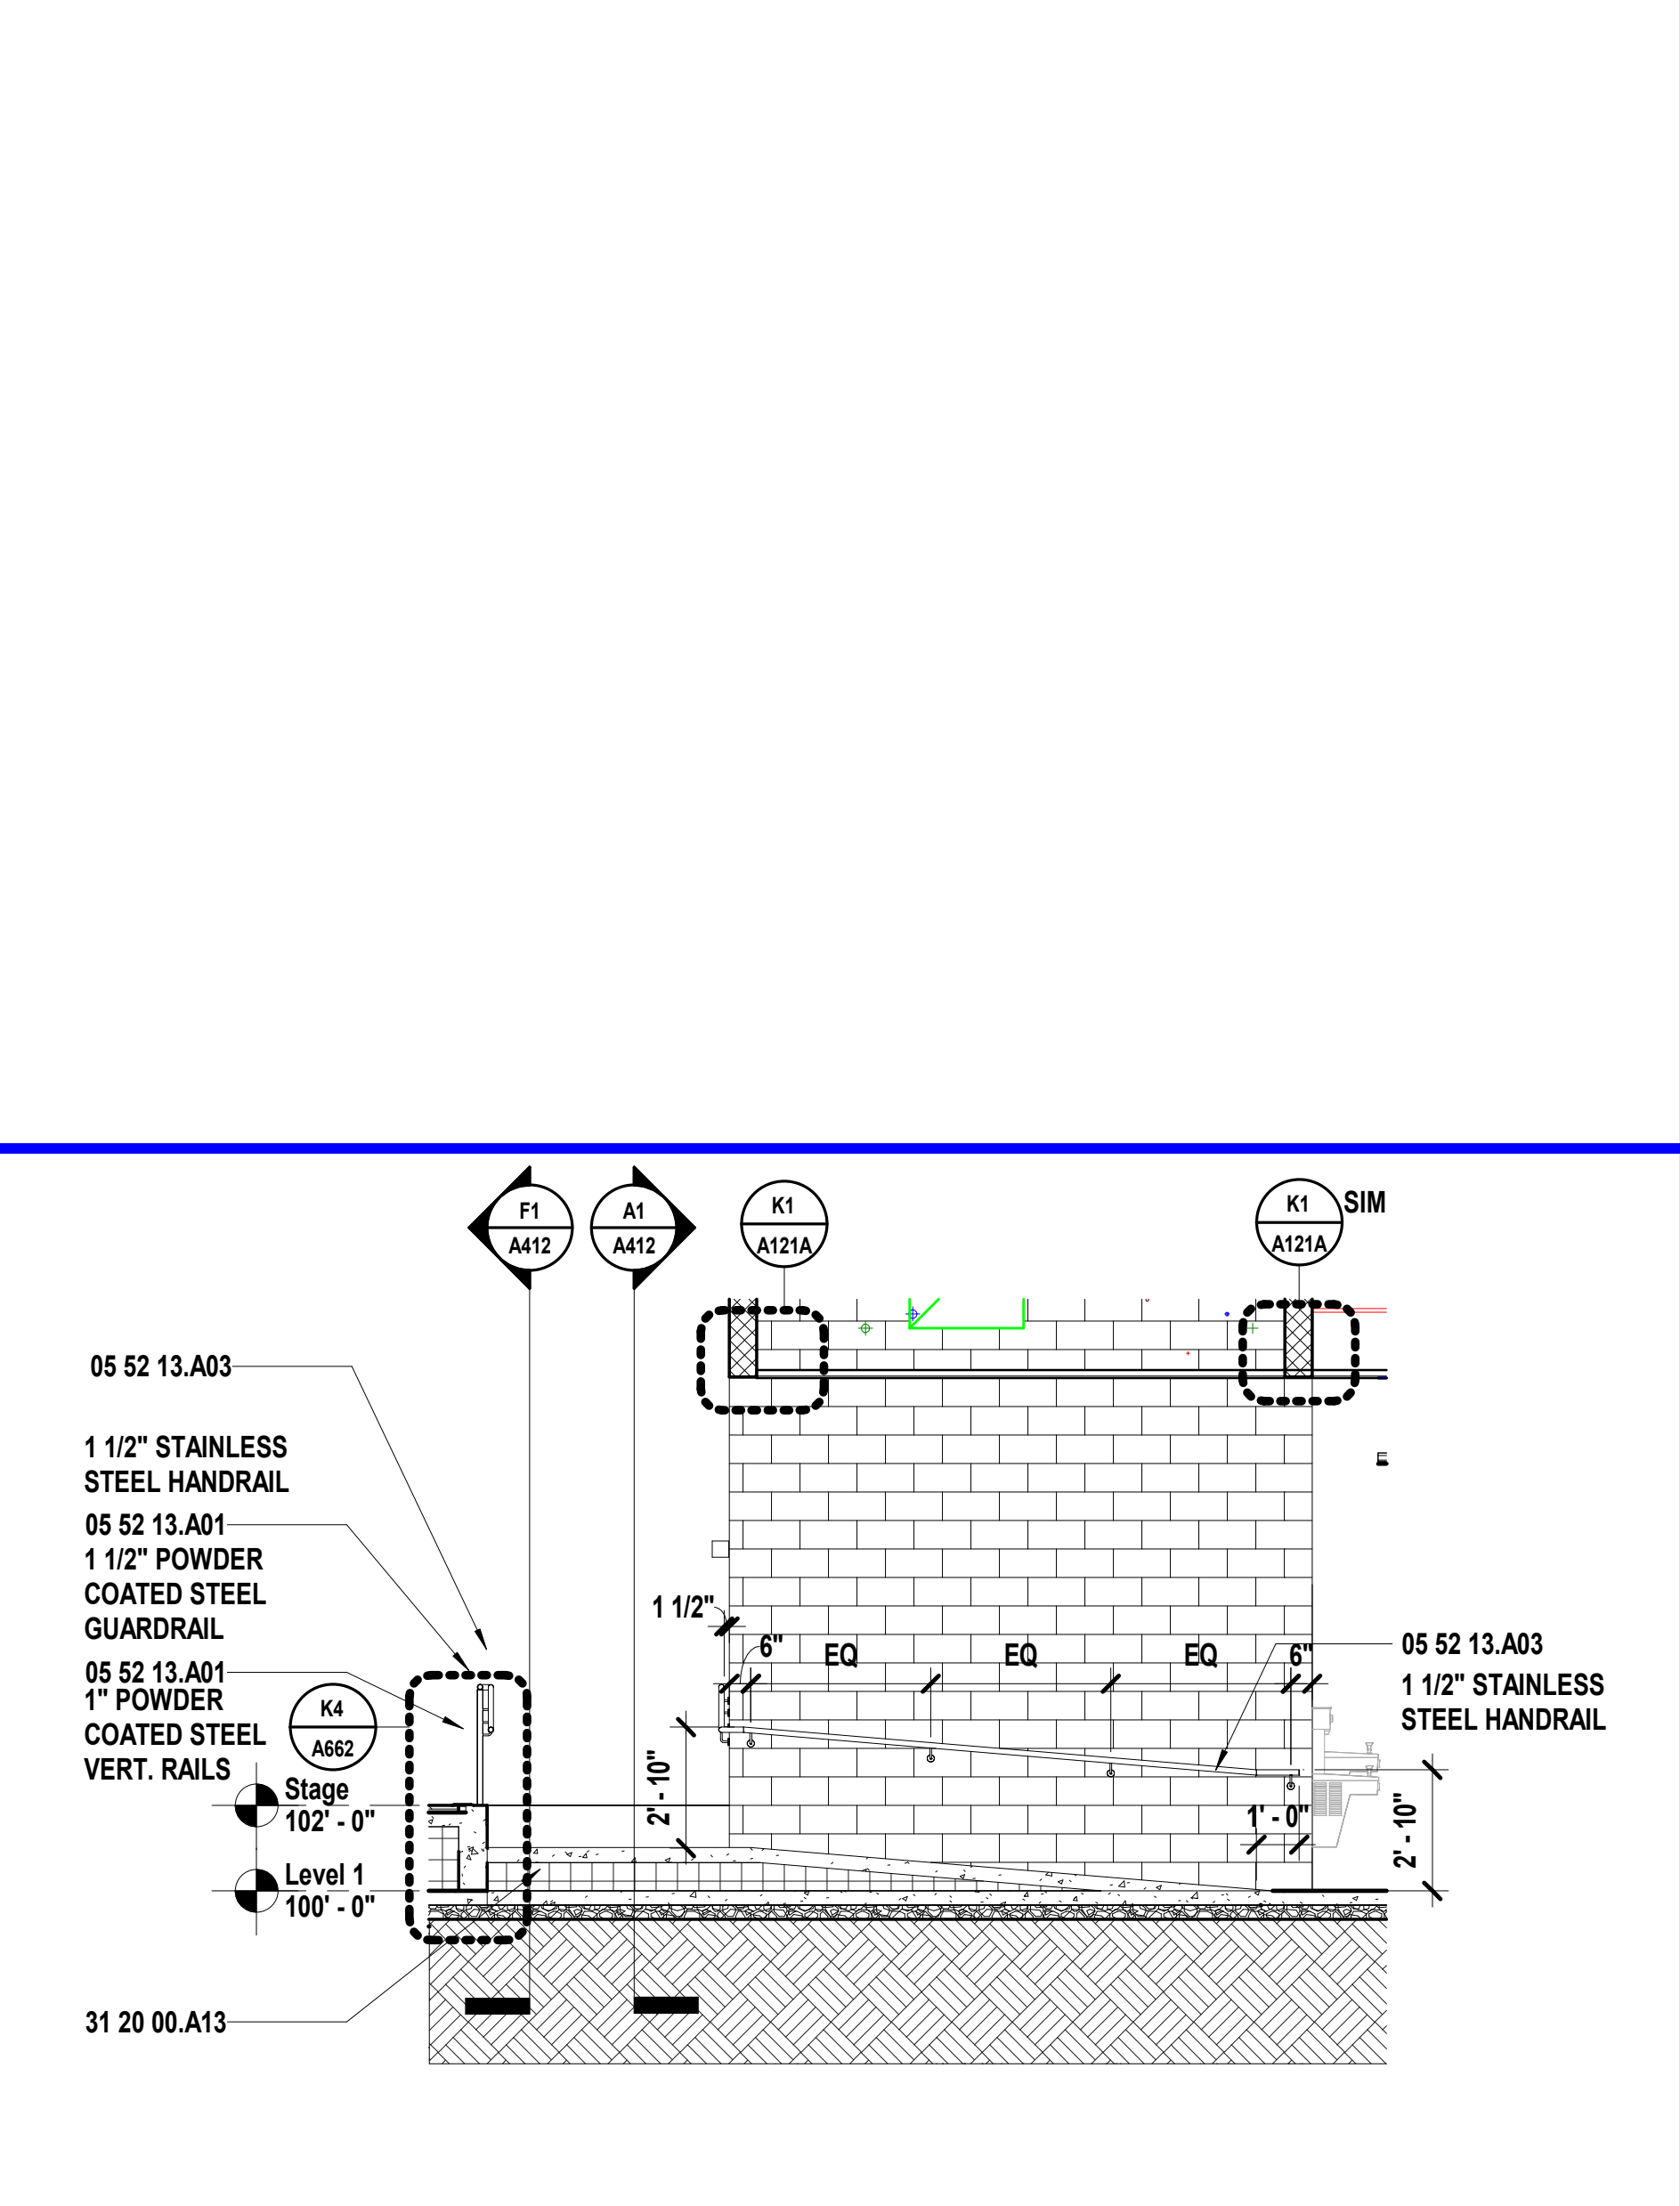 F1
A412
A1
A412
K1
A121A
K1
A121A
SIM
05 52 13.A03
1 1/2" STAINLESS
STEEL HANDRAIL
05 52 13.A01
1 1/2" POWDER
COATED STEEL
GUARDRAIL
05 52 13.A01
1" POWDER
COATED STEEL
VERT. RAILS
K4
A662
Stage
102' - 0"
Level 1
100' - 0"
31 20 00.A13
1 1/2"
6"
EQ
EQ
EQ
6"
2' - 10"
1' - 0"
2' - 10"
05 52 13.A03
1 1/2" STAINLESS
STEEL HANDRAIL